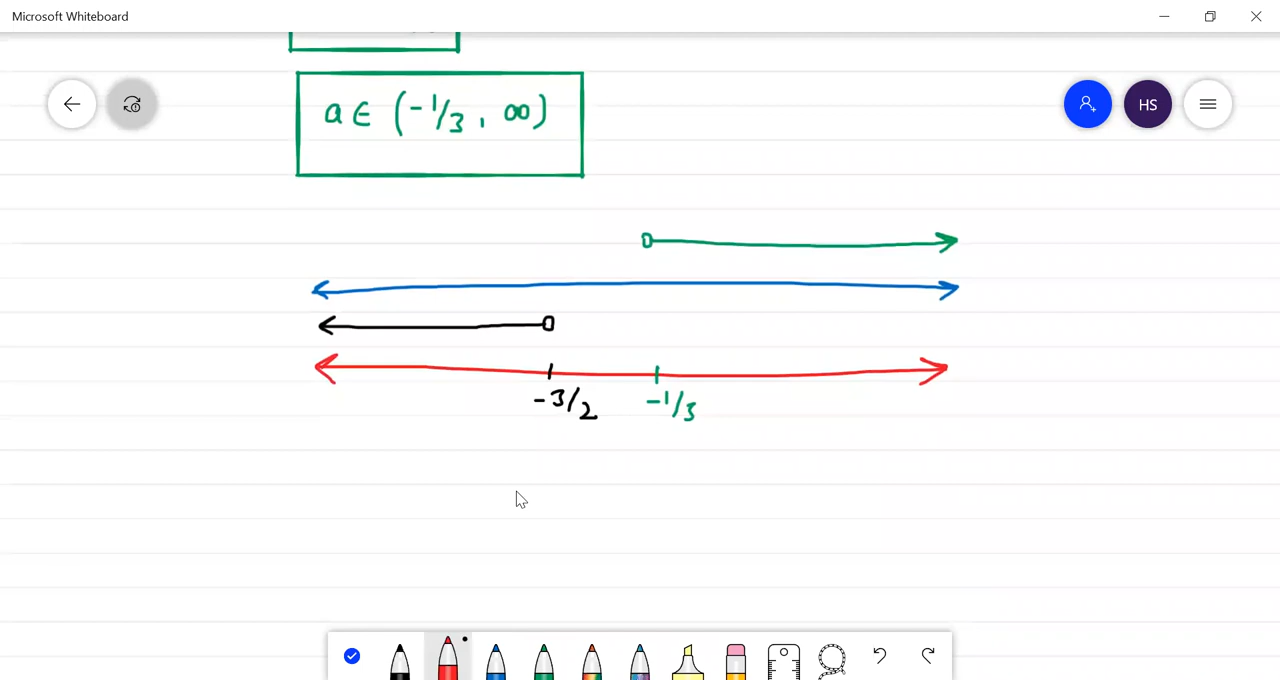 Microsoft Whiteboard
a ∈ (-1/3, ∞)
HS
-3/2 -1/3